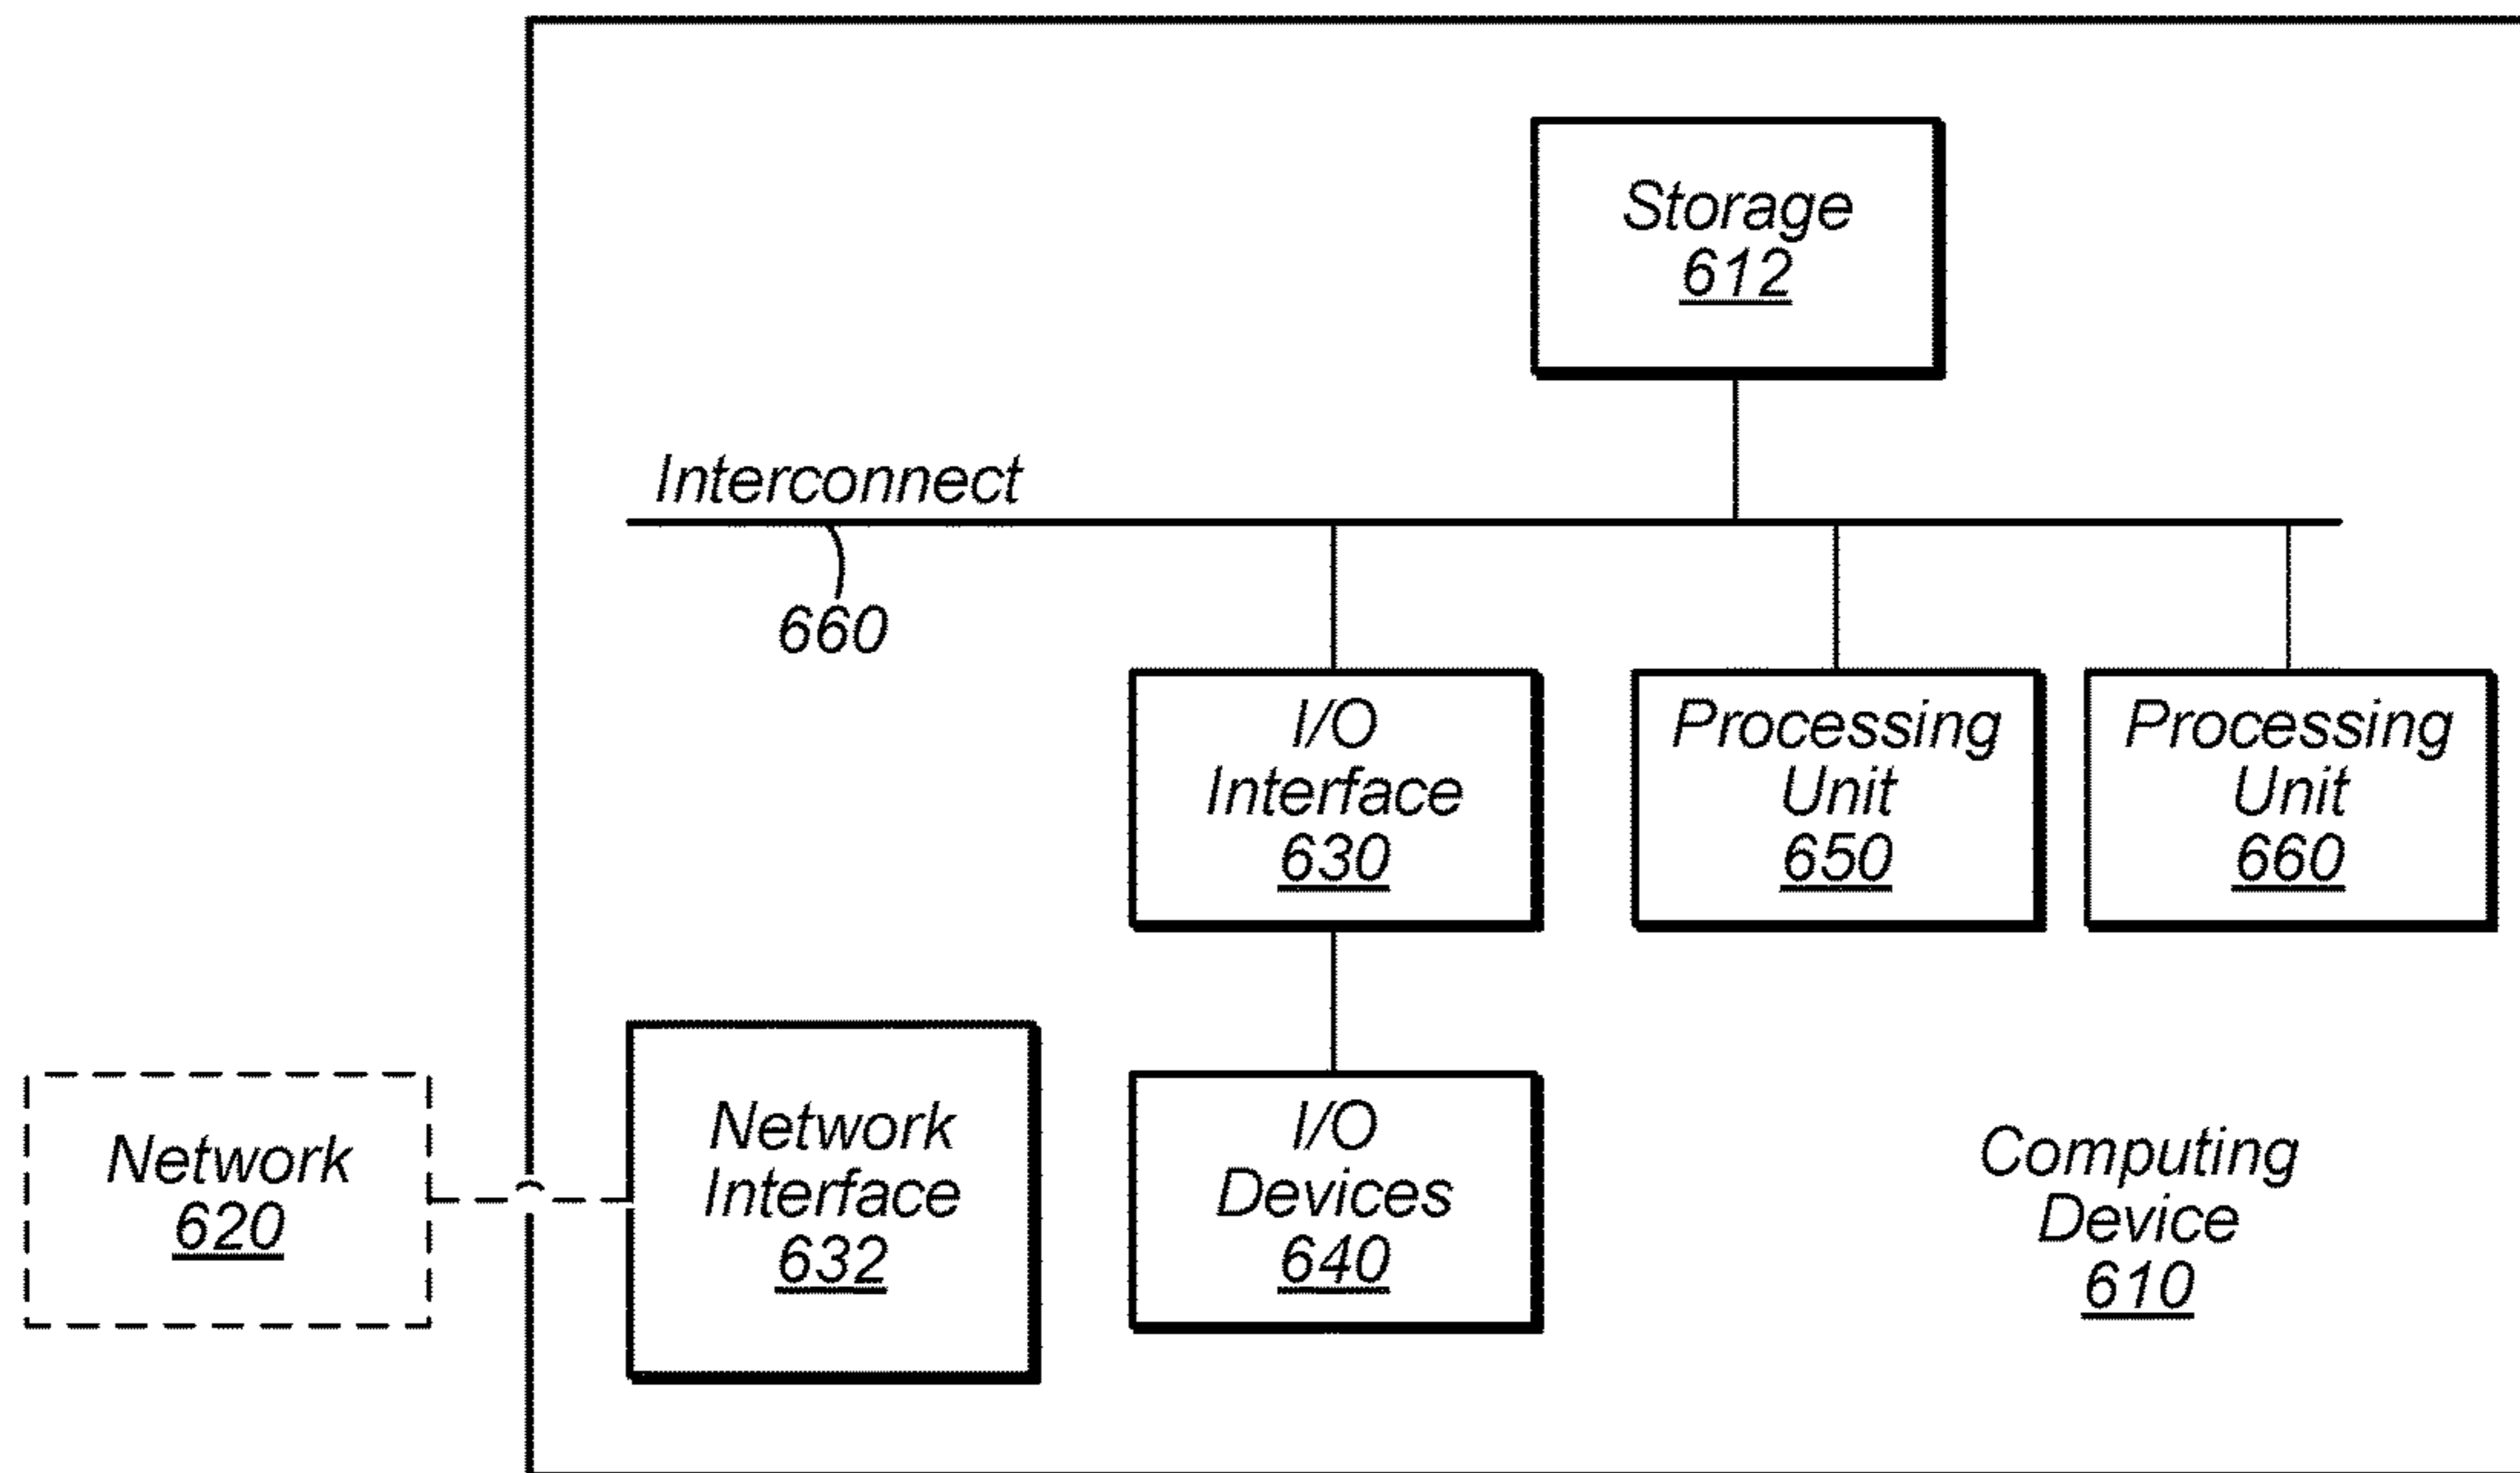 Storage
612
Interconnect
660
I/O
Interface
630
Processing
Unit
650
Processing
Unit
660
Network
620
Network
Interface
632
I/O
Devices
640
Computing
Device
610